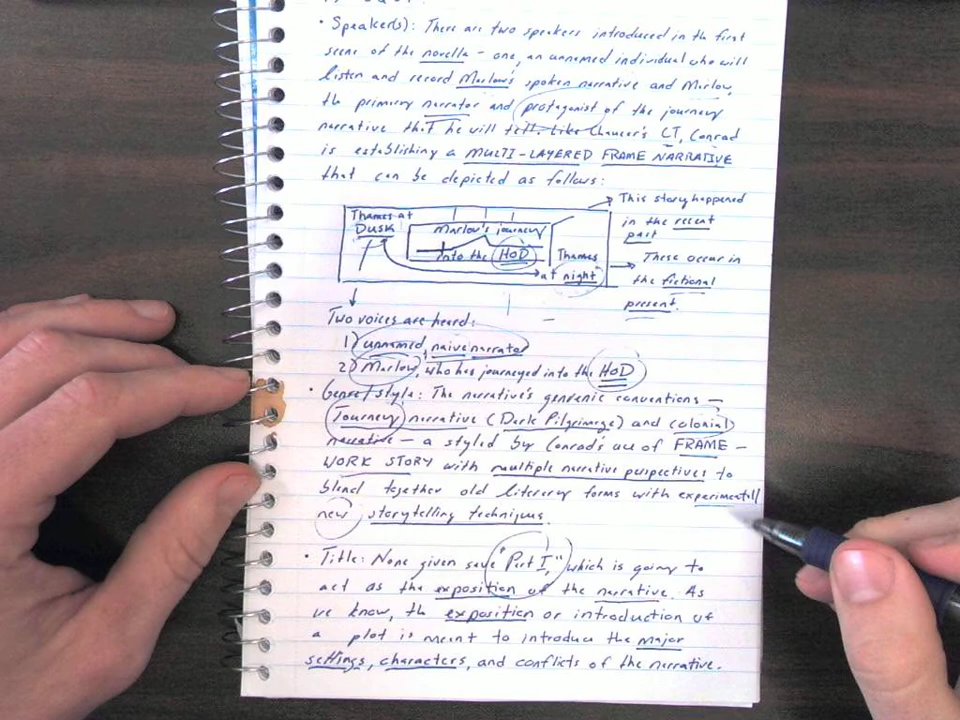 • Speaker(s): There are two speakers introduced in the first
scene of the novella – one, an unnamed individual who will
listen and record Marlow's spoken narrative and Marlow,
the primary narrator and protagonist of the journey
narrative that he will tell. Like Chaucer's CT, Conrad
is establishing a MULTI-LAYERED FRAME NARRATIVE
that can be depicted as follows:
Thames at
Dusk
Marlow's journey
into the HoD
Thames
at night
This story happened
in the recent
past
These occur in
the fictional
present.
Two voices are heard:
1) unnamed, naive narrator
2) Marlow, who has journeyed into the HoD
• Genre/style: The narrative's generic conventions –
Journey narrative (Dark Pilgrimage) and colonial
narrative – a styled by Conrad's use of FRAME –
WORK STORY with multiple narrative perspectives to
blend together old literary forms with experimental
new storytelling techniques.
• Title: None given save "Part I," which is going to
act as the exposition of the narrative. As
we know, the exposition or introduction of
a plot is meant to introduce the major
settings, characters, and conflicts of the narrative.